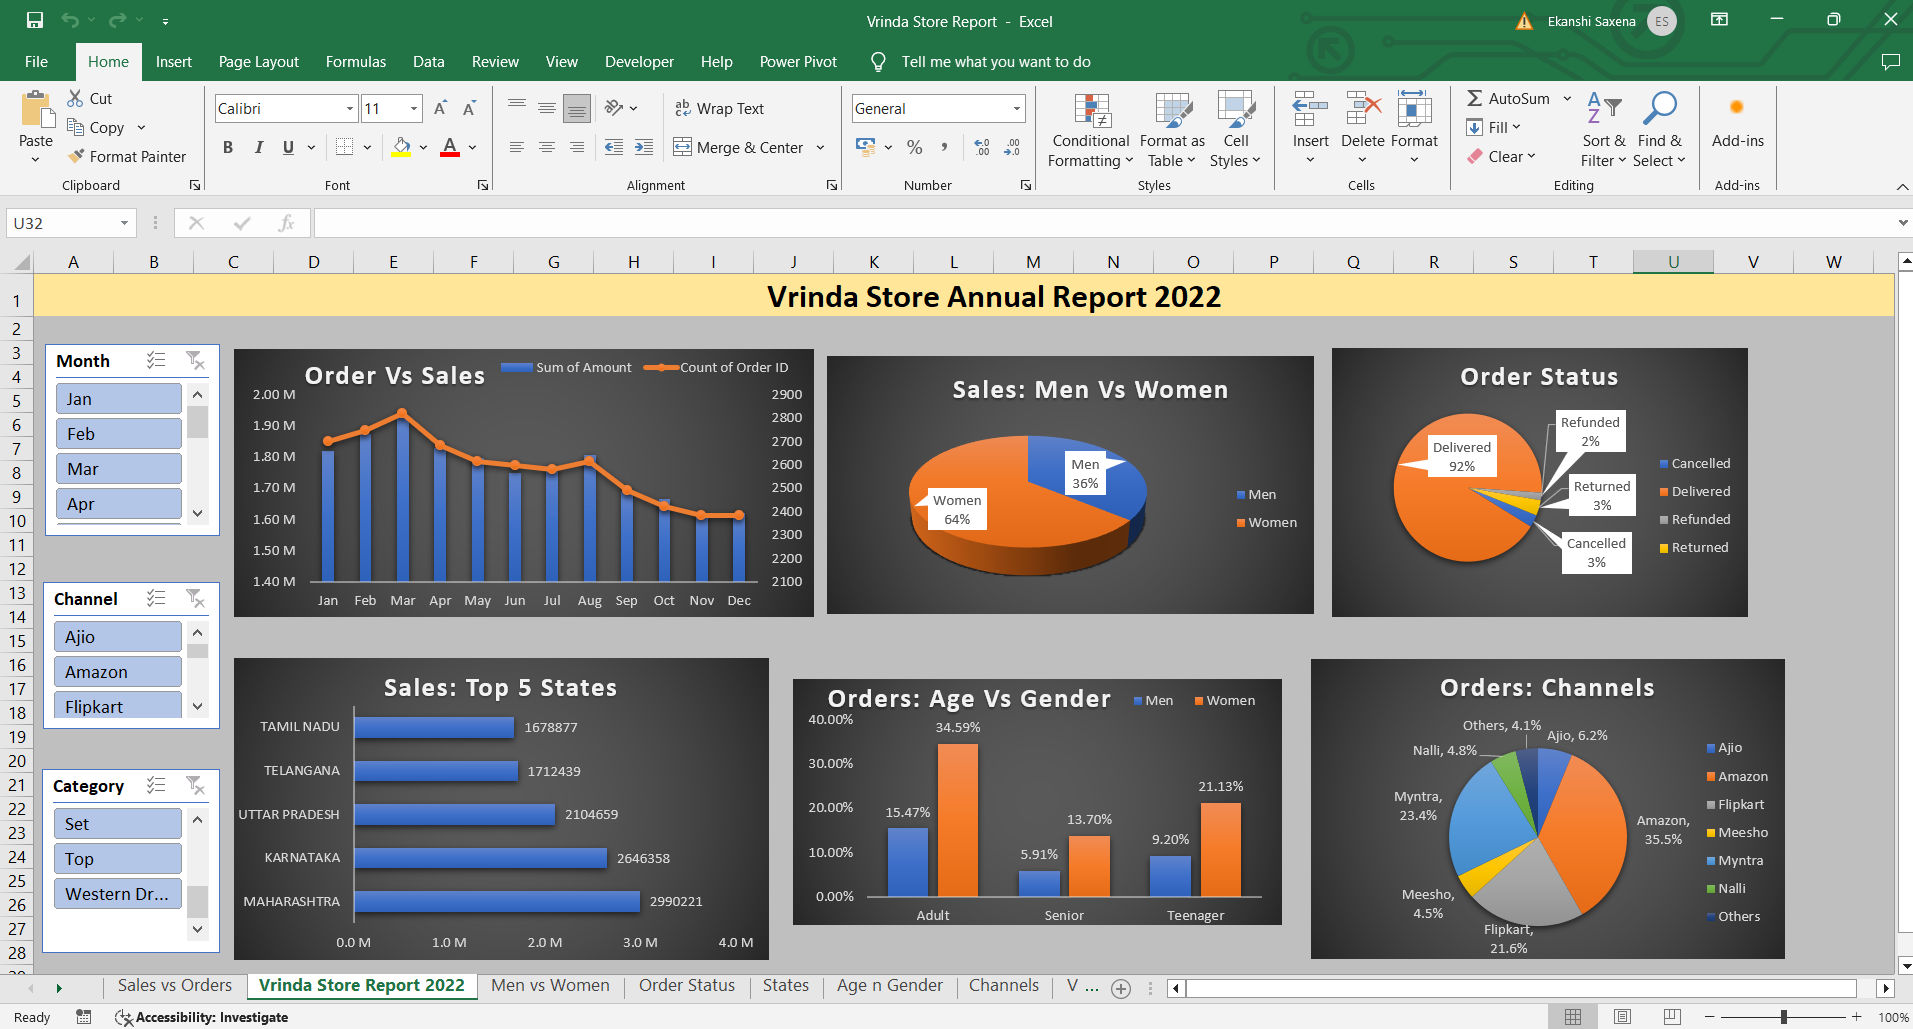 Vrinda Store Report - Excel
Ekanshi Saxena ES
File Home Insert Page Layout Formulas Data Review View Developer Help Power Pivot Tell me what you want to do
Paste
Cut
Copy
Format Painter
Clipboard
Calibri 11
B I U
Font
Wrap Text
Merge & Center
Alignment
General
Number
Conditional Formatting
Format as Table
Cell Styles
Styles
Insert Delete Format
Cells
AutoSum
Fill
Clear
Sort & Filter
Find & Select
Editing
Add-ins
Add-ins
U32
fx
A B C D E F G H I J K L M N O P Q R S T U V W
1
2
3
4
5
6
7
8
9
10
11
12
13
14
15
16
17
18
19
20
21
22
23
24
25
26
27
28
Vrinda Store Annual Report 2022
Month
Jan
Feb
Mar
Apr
Channel
Ajio
Amazon
Flipkart
Category
Set
Top
Western Dr...
Order Vs Sales
Sum of Amount Count of Order ID
2.00 M
1.90 M
1.80 M
1.70 M
1.60 M
1.50 M
1.40 M
2900
2800
2700
2600
2500
2400
2300
2200
2100
Jan Feb Mar Apr May Jun Jul Aug Sep Oct Nov Dec
Sales: Men Vs Women
Men
36%
Women
64%
Men
Women
Order Status
Delivered
92%
Refunded
2%
Returned
3%
Cancelled
3%
Cancelled
Delivered
Refunded
Returned
Sales: Top 5 States
TAMIL NADU 1678877
TELANGANA 1712439
UTTAR PRADESH 2104659
KARNATAKA 2646358
MAHARASHTRA 2990221
0.0 M 1.0 M 2.0 M 3.0 M 4.0 M
Orders: Age Vs Gender
Men Women
40.00%
30.00%
20.00%
10.00%
0.00%
15.47% 34.59%
5.91% 13.70%
9.20% 21.13%
Adult Senior Teenager
Orders: Channels
Others, 4.1%
Ajio, 6.2%
Nalli, 4.8%
Myntra,
23.4%
Amazon,
35.5%
Meesho,
4.5%
Flipkart,
21.6%
Ajio
Amazon
Flipkart
Meesho
Myntra
Nalli
Others
Sales vs Orders Vrinda Store Report 2022 Men vs Women Order Status States Age n Gender Channels V ...
Ready Accessibility: Investigate 100%